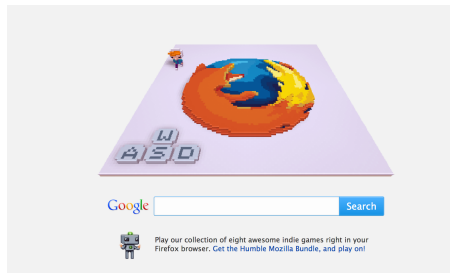 W
A S D
Google
Search
Play our collection of eight awesome indie games right in your
Firefox browser. Get the Humble Mozilla Bundle, and play on!